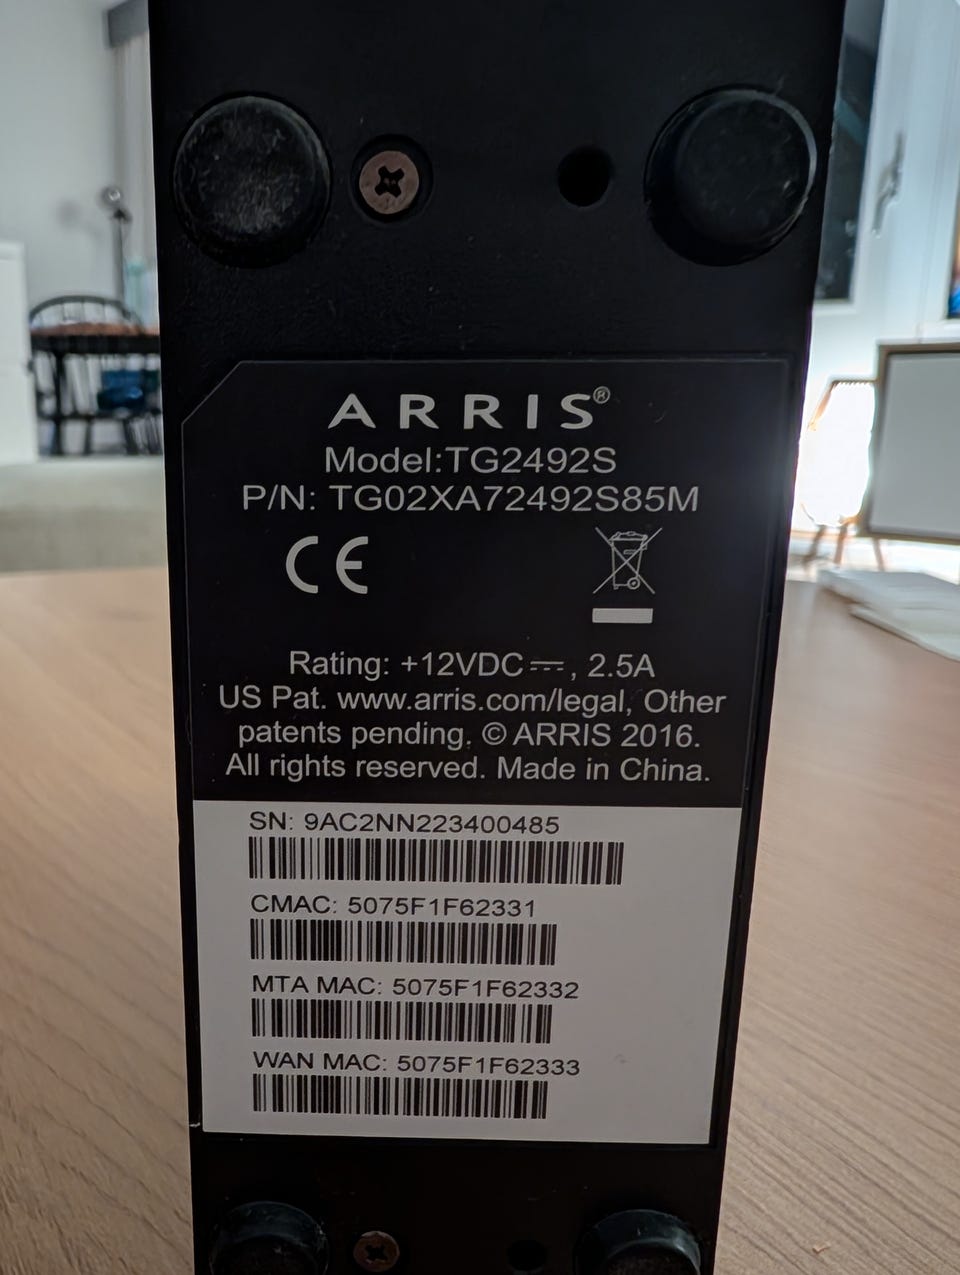 ARRIS®
Model:TG2492S
P/N: TG02XA72492S85M
CE
Rating: +12VDC⎓, 2.5A
US Pat. www.arris.com/legal, Other
patents pending. © ARRIS 2016.
All rights reserved. Made in China.
SN: 9AC2NN223400485
CMAC: 5075F1F62331
MTA MAC: 5075F1F62332
WAN MAC: 5075F1F62333